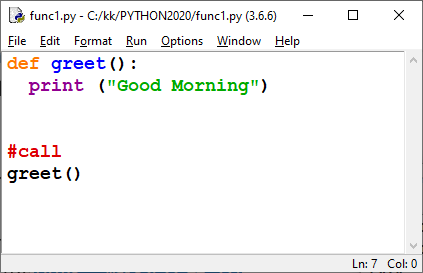 func1.py - C:/kk/PYTHON2020/func1.py (3.6.6)
File Edit Format Run Options Window Help
def greet():
  print ("Good Morning")
#call
greet()
Ln: 7 Col: 0